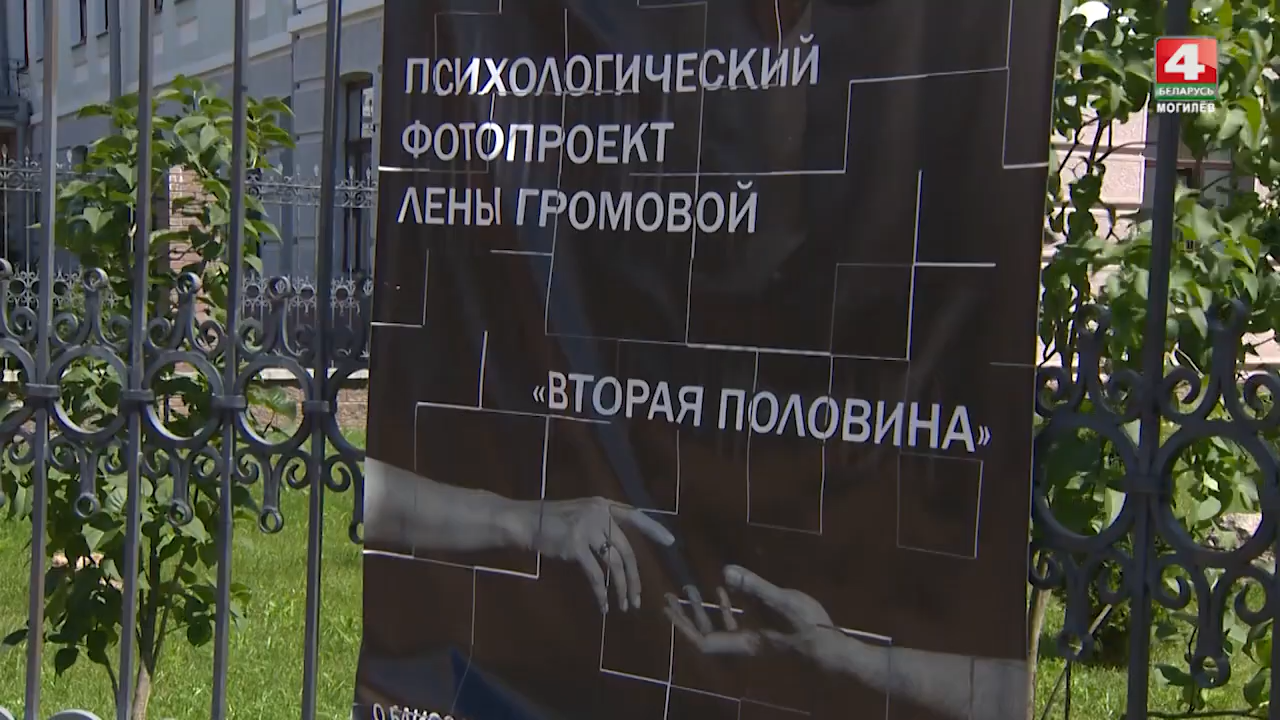 ПСИХОЛОГИЧЕСКИЙ
ФОТОПРОЕКТ
ЛЕНЫ ГРОМОВОЙ
«ВТОРАЯ ПОЛОВИНА»
4
БЕЛАРУСЬ
МОГИЛЁВ